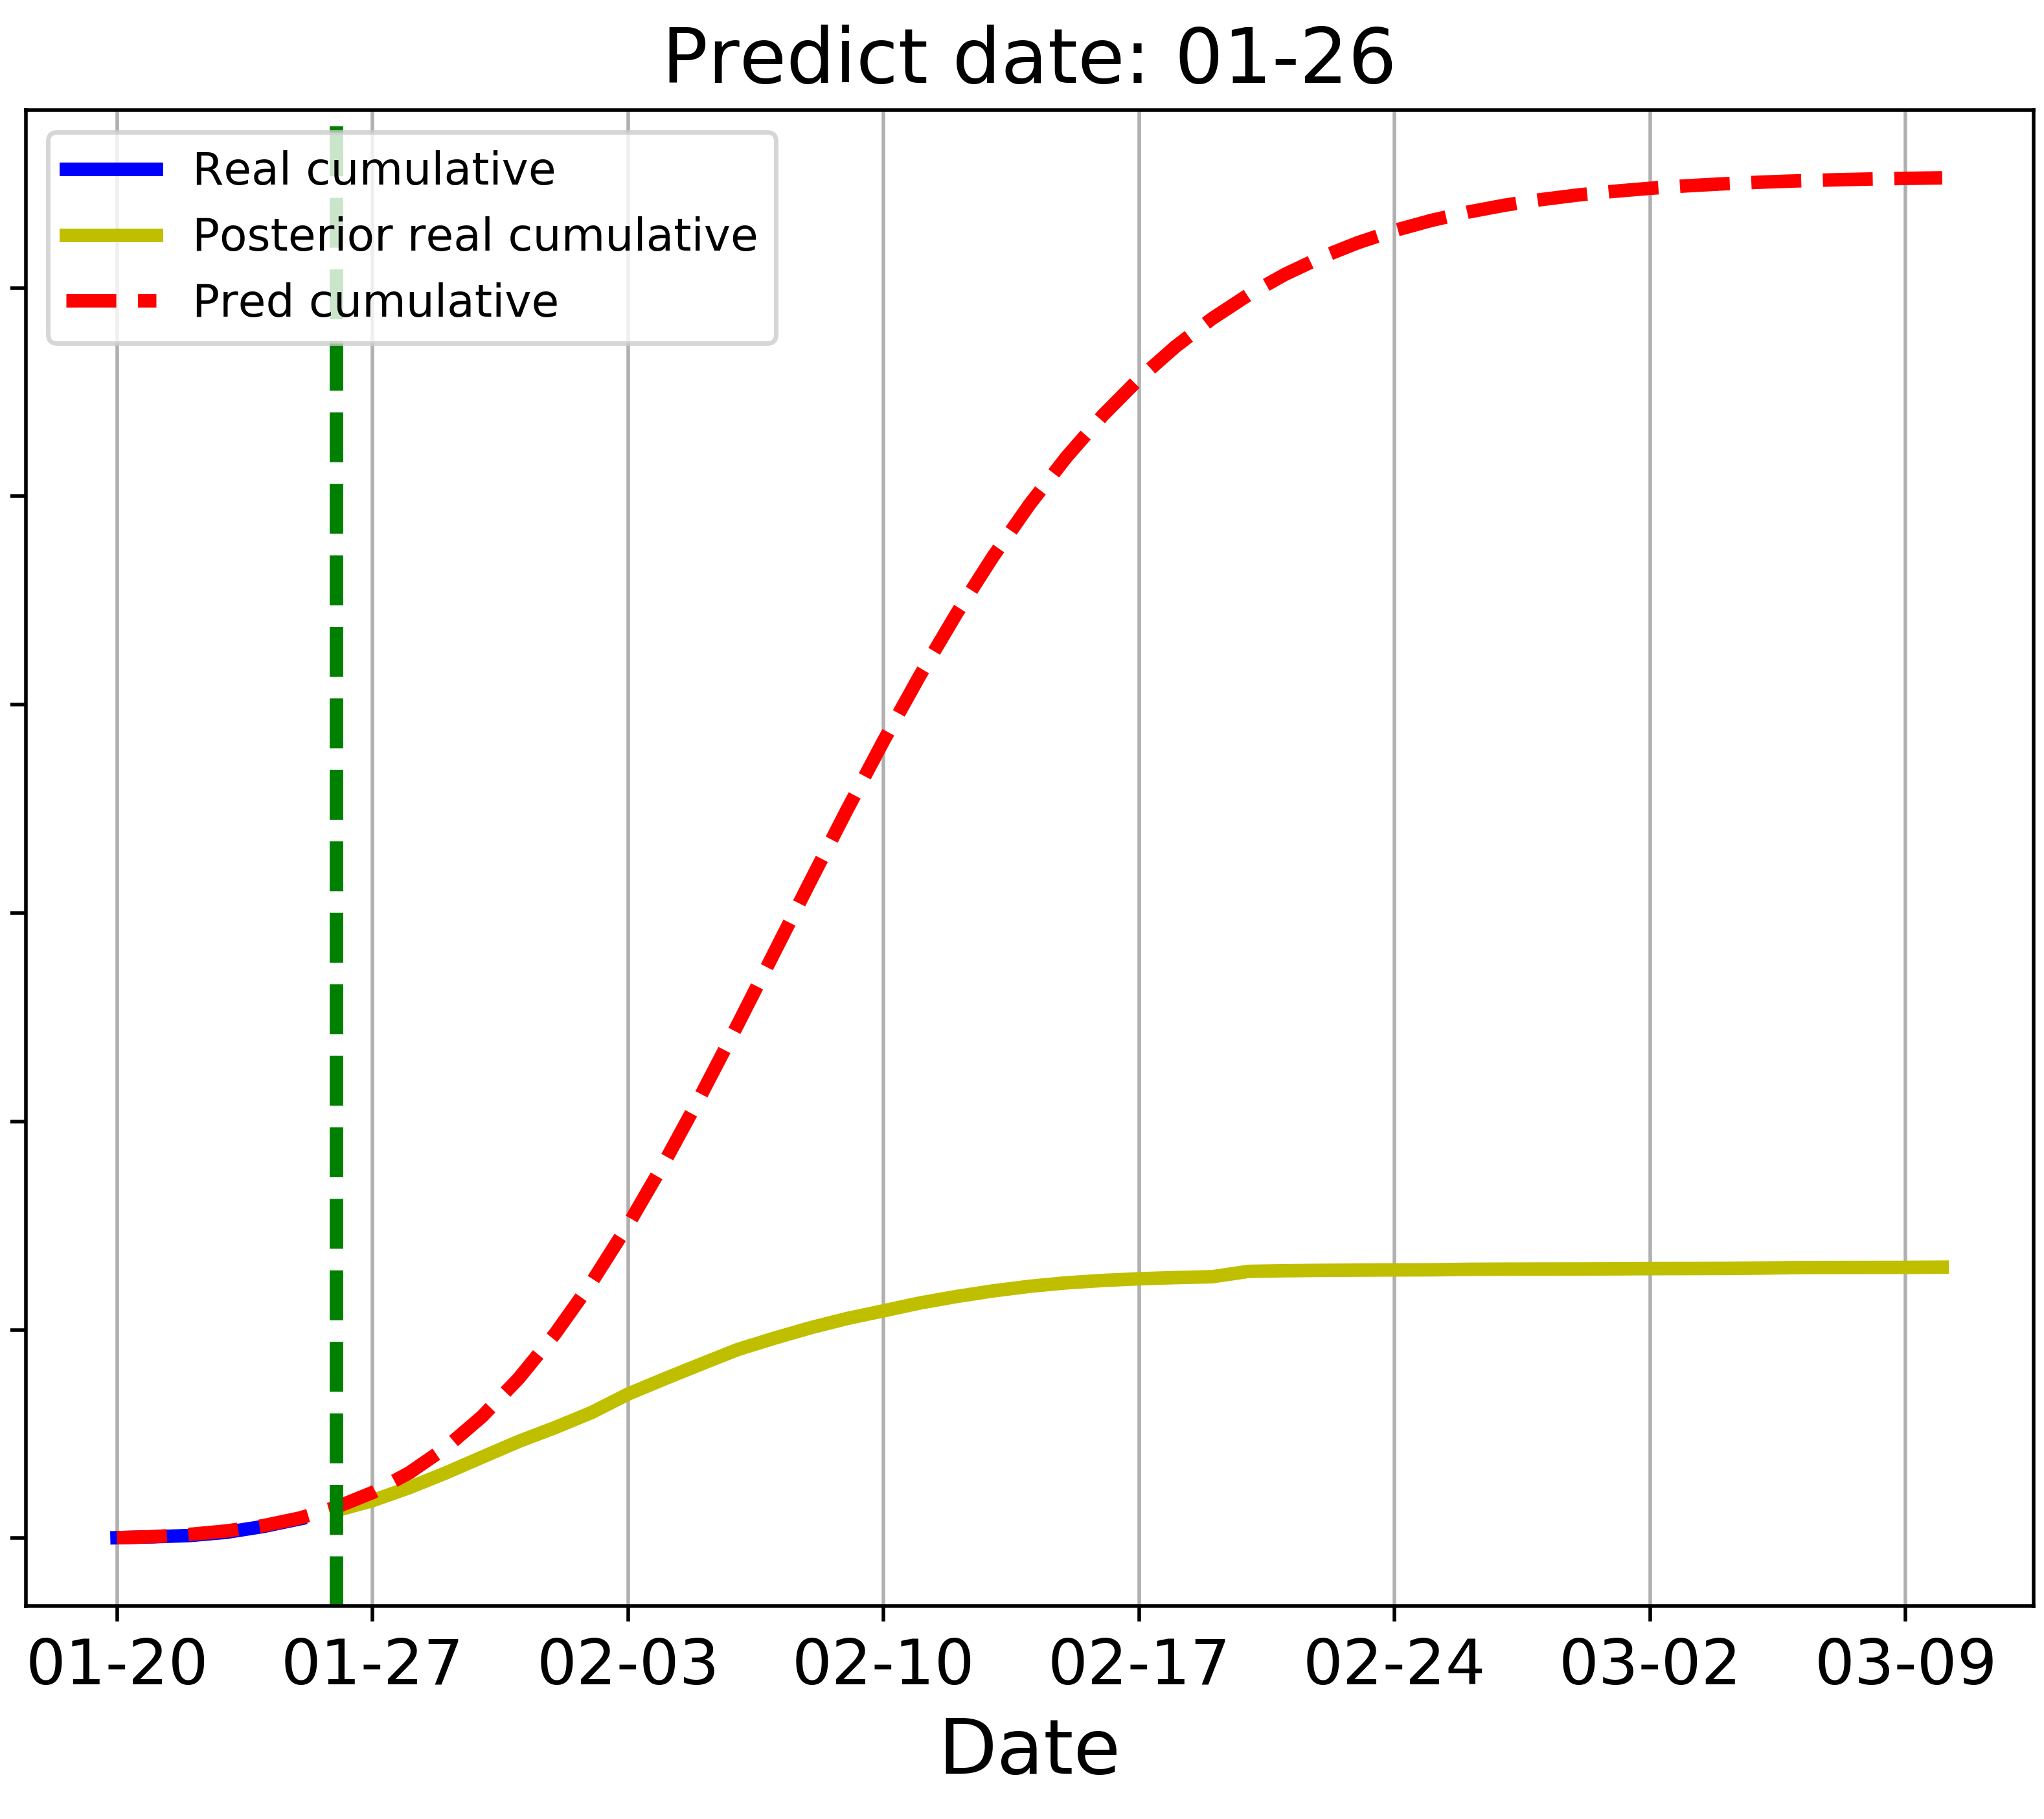 Predict date: 01-26
Real cumulative
Posterior real cumulative
Pred cumulative
01-20 01-27 02-03 02-10 02-17 02-24 03-02 03-09
Date